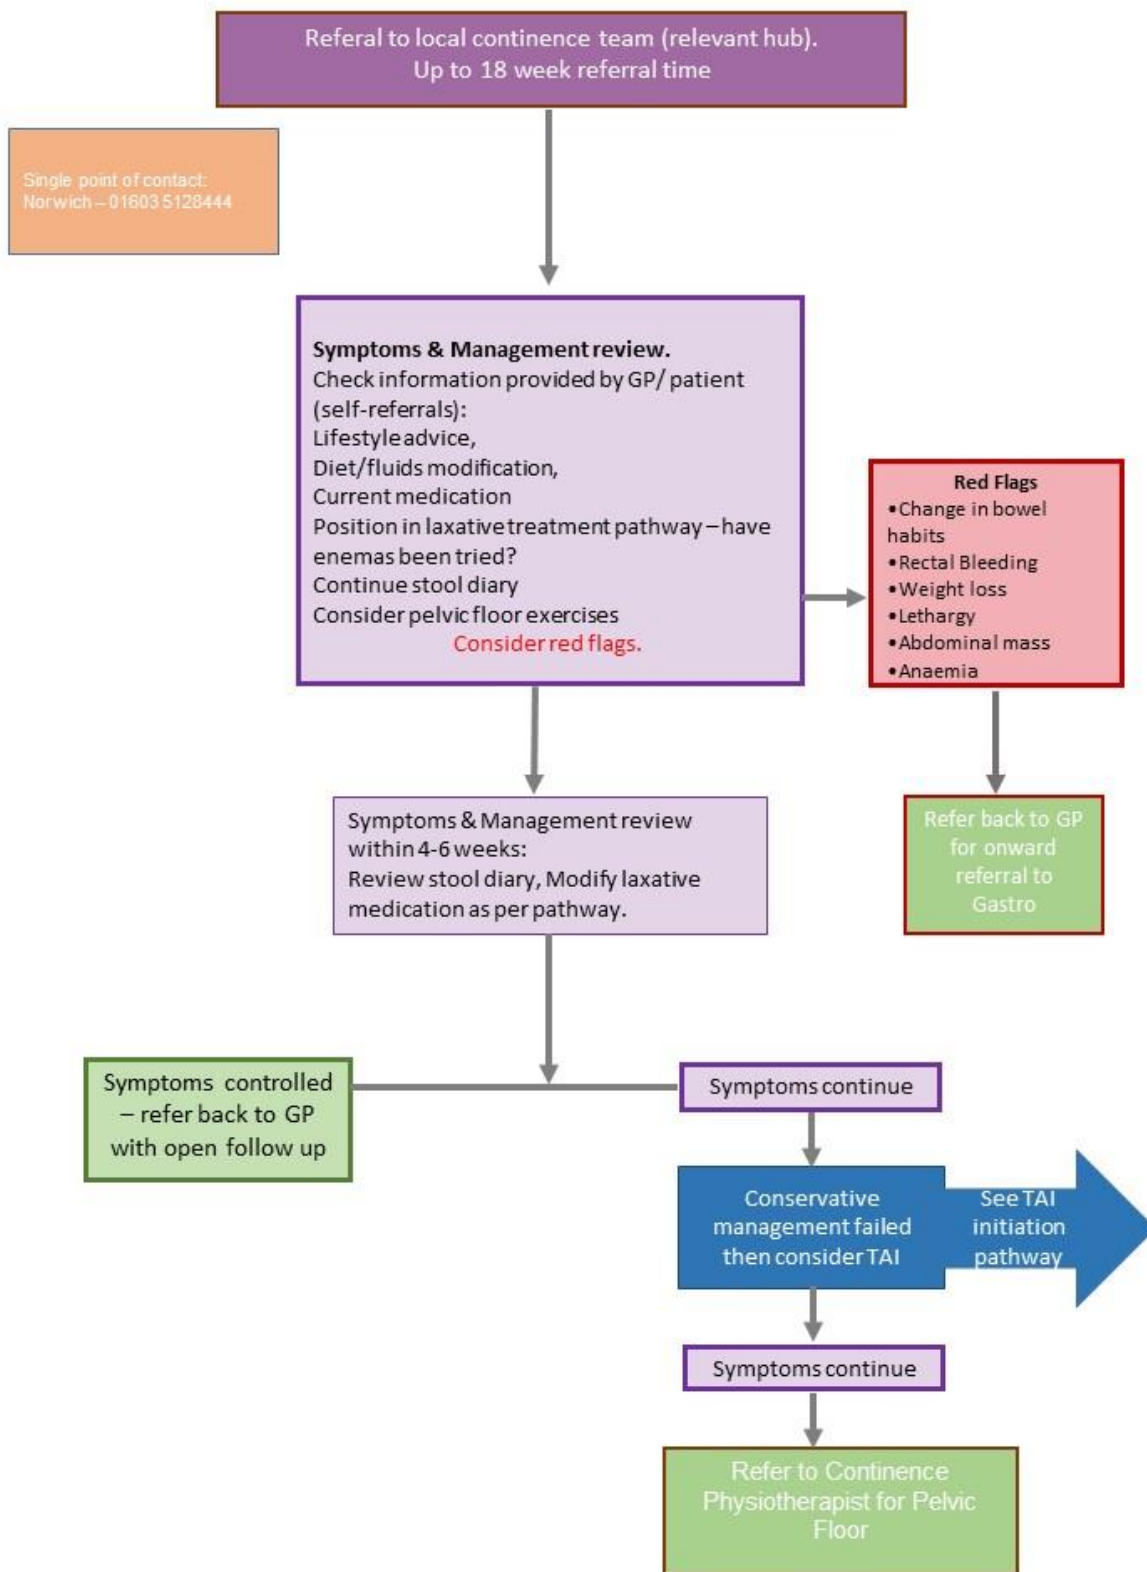 Referal to local continence team (relevant hub).
Up to 18 week referral time
Single point of contact:
Norwich – 01603 5128444
Symptoms & Management review.
Check information provided by GP/ patient
(self-referrals):
Lifestyle advice,
Diet/fluids modification,
Current medication
Position in laxative treatment pathway – have
enemas been tried?
Continue stool diary
Consider pelvic floor exercises
Consider red flags.
Red Flags
•Change in bowel
habits
•Rectal Bleeding
•Weight loss
•Lethargy
•Abdominal mass
•Anaemia
Refer back to GP
for onward
referral to
Gastro
Symptoms & Management review
within 4-6 weeks:
Review stool diary, Modify laxative
medication as per pathway.
Symptoms controlled
– refer back to GP
with open follow up
Symptoms continue
Conservative
management failed
then consider TAI
See TAI
initiation
pathway
Symptoms continue
Refer to Continence
Physiotherapist for Pelvic
Floor